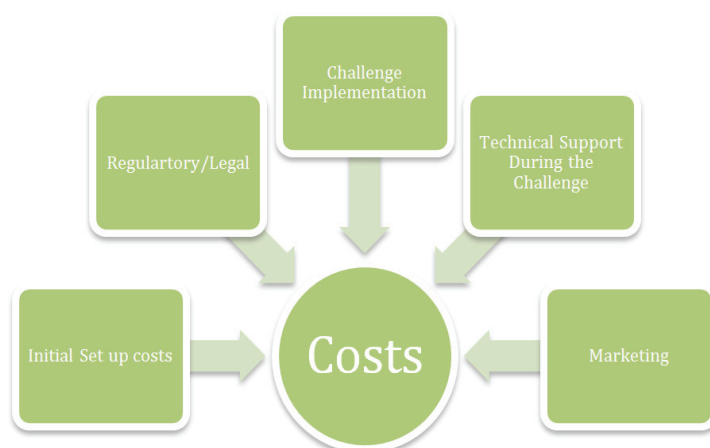 Challenge
Implementation
Regulartory/Legal
Technical Support
During the
Challenge
Initial Set up costs
Costs
Marketing